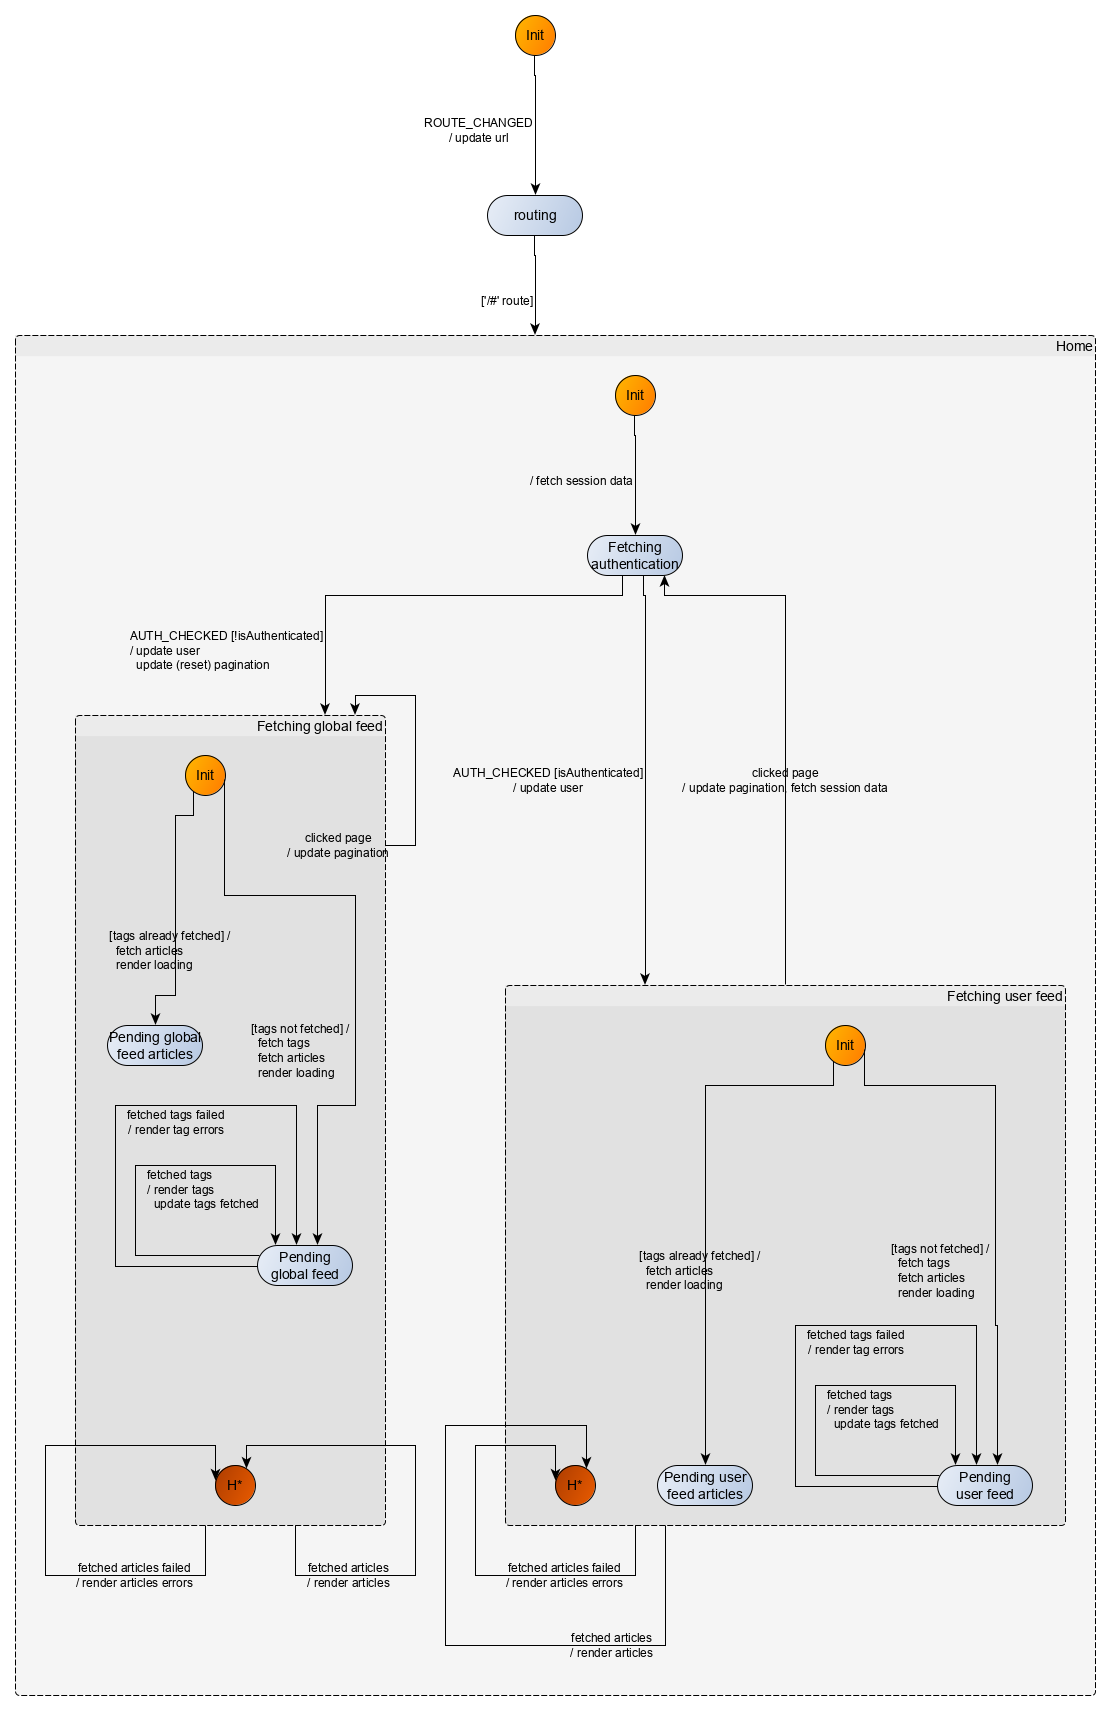 Init
ROUTE_CHANGED
/ update url
routing
['/#' route]
Home
Init
/ fetch session data
Fetching
authentication
AUTH_CHECKED [!isAuthenticated]
/ update user
update (reset) pagination
Fetching global feed
Init
clicked page
/ update pagination
AUTH_CHECKED [isAuthenticated]
/ update user
clicked page
/ update pagination, fetch session data
[tags already fetched] /
fetch articles
render loading
Pending global
feed articles
[tags not fetched] /
fetch tags
fetch articles
render loading
fetched tags failed
/ render tag errors
fetched tags
/ render tags
update tags fetched
Pending
global feed
H*
fetched articles failed
/ render articles errors
fetched articles
/ render articles
Fetching user feed
Init
[tags already fetched] /
fetch articles
render loading
[tags not fetched] /
fetch tags
fetch articles
render loading
fetched tags failed
/ render tag errors
fetched tags
/ render tags
update tags fetched
H*
Pending user
feed articles
Pending
user feed
fetched articles failed
/ render articles errors
fetched articles
/ render articles